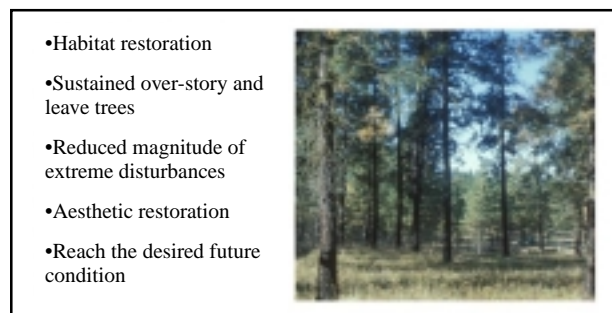 •Habitat restoration
•Sustained over-story and
leave trees
•Reduced magnitude of
extreme disturbances
•Aesthetic restoration
•Reach the desired future
condition